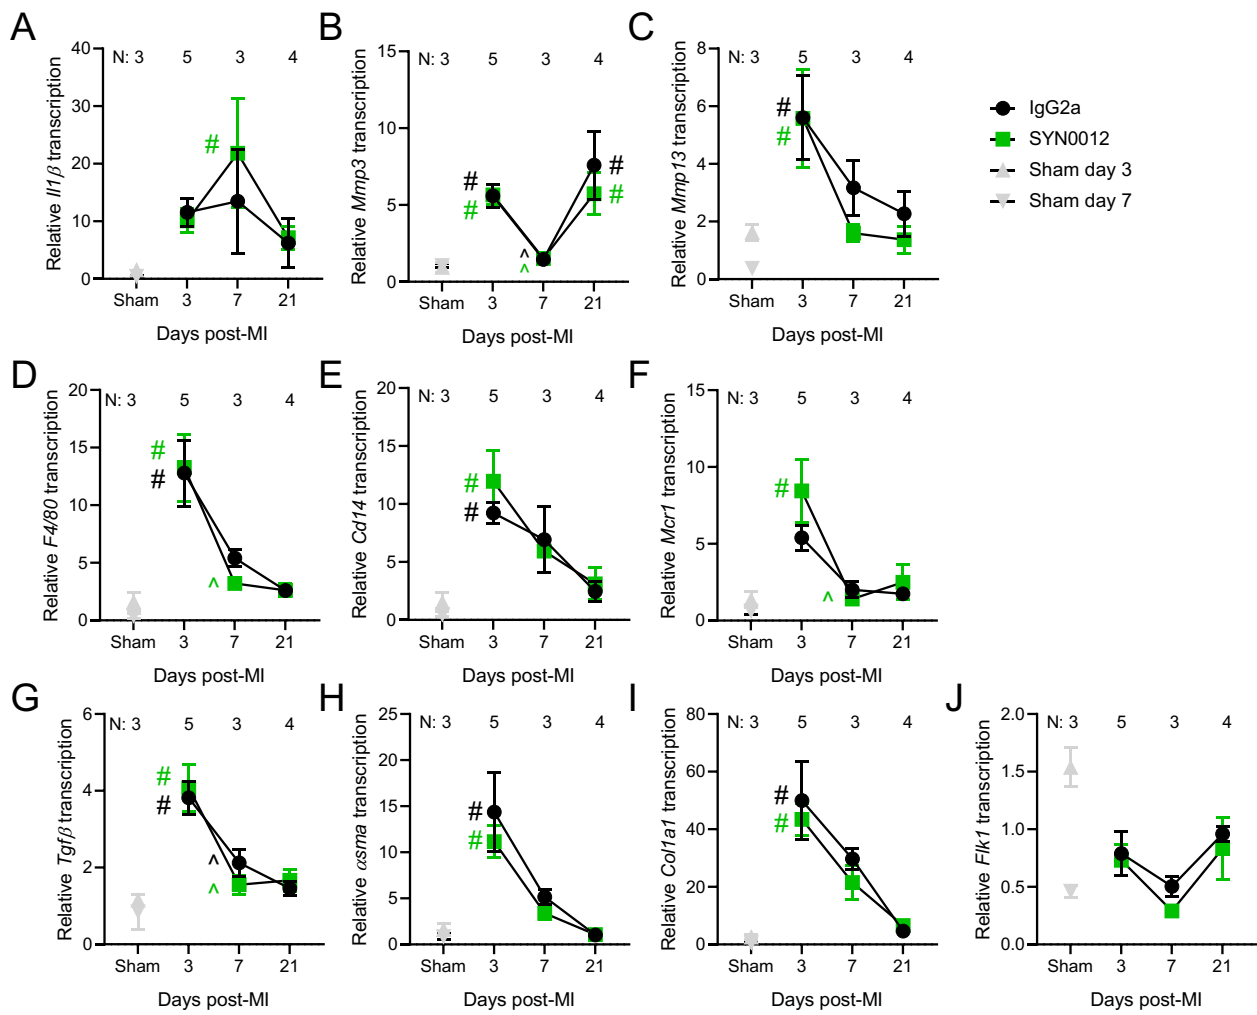 A
N: 3 5 3 4
Relative Il1β transcription
40
30
20
10
0
Sham 3 7 21
Days post-MI
B
N: 3 5 3 4
Relative Mmp3 transcription
15
10
5
0
# # # #
^ ^
Sham 3 7 21
Days post-MI
C
N: 3 5 3 4
Relative Mmp13 transcription
8
6
4
2
0
# #
Sham 3 7 21
Days post-MI
IgG2a
SYN0012
Sham day 3
Sham day 7
D
N: 3 5 3 4
Relative F4/80 transcription
20
15
10
5
0
# #
^
Sham 3 7 21
Days post-MI
E
N: 3 5 3 4
Relative Cd14 transcription
20
15
10
5
0
# #
Sham 3 7 21
Days post-MI
F
N: 3 5 3 4
Relative Mcr1 transcription
15
10
5
0
#
^
Sham 3 7 21
Days post-MI
G
N: 3 5 3 4
Relative Tgfβ transcription
6
4
2
0
# #
^ ^
Sham 3 7 21
Days post-MI
H
N: 3 5 3 4
Relative αsma transcription
25
20
15
10
5
0
# #
Sham 3 7 21
Days post-MI
I
N: 3 5 3 4
Relative Col1a1 transcription
80
60
40
20
0
# #
Sham 3 7 21
Days post-MI
J
N: 3 5 3 4
Relative Flk1 transcription
2.0
1.5
1.0
0.5
0.0
Sham 3 7 21
Days post-MI